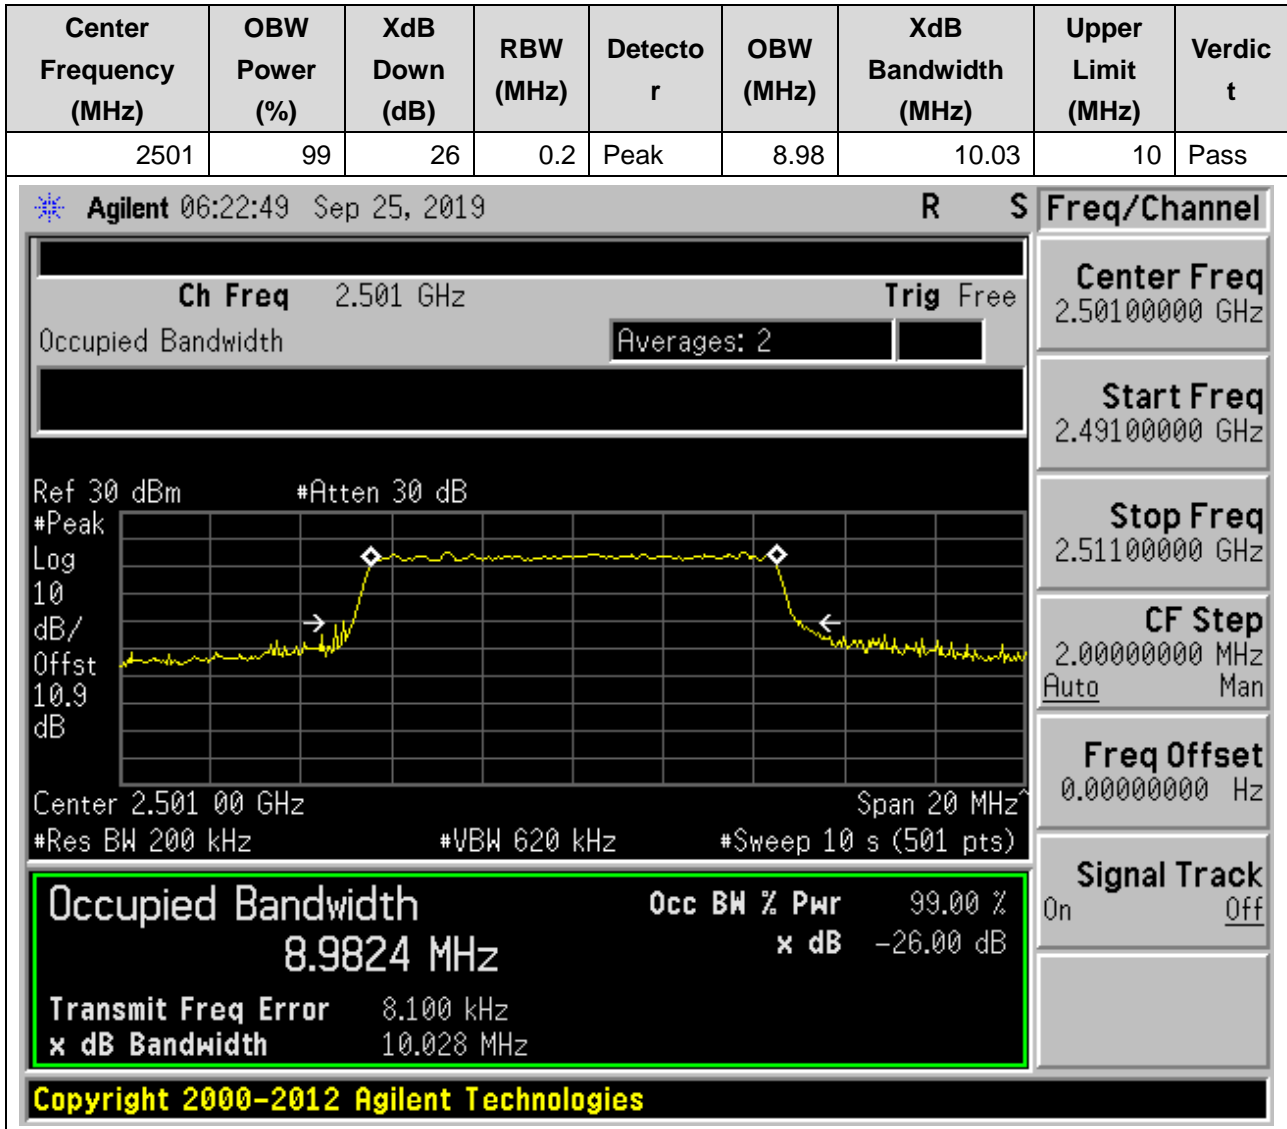 Center Frequency (MHz) OBW Power (%) XdB Down (dB) RBW (MHz) Detecto r OBW (MHz) XdB Bandwidth (MHz) Upper Limit (MHz) Verdic t
2501 99 26 0.2 Peak 8.98 10.03 10 Pass
Agilent 06:22:49 Sep 25, 2019 R S
Ch Freq 2.501 GHz Trig Free
Occupied Bandwidth Averages: 2
Ref 30 dBm #Atten 30 dB
#Peak
Log
10
dB/
Offst
10.9
dB
Center 2.501 00 GHz Span 20 MHz^
#Res BW 200 kHz #VBW 620 kHz #Sweep 10 s (501 pts)
Occupied Bandwidth Occ BW % Pwr 99.00 %
8.9824 MHz x dB -26.00 dB
Transmit Freq Error 8.100 kHz
x dB Bandwidth 10.028 MHz
Copyright 2000-2012 Agilent Technologies
Freq/Channel
Center Freq
2.50100000 GHz
Start Freq
2.49100000 GHz
Stop Freq
2.51100000 GHz
CF Step
2.00000000 MHz
Auto Man
Freq Offset
0.00000000 Hz
Signal Track
On Off